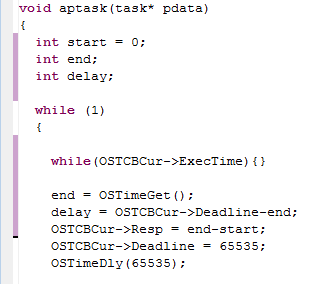 void aptask(task* pdata)
{
int start = 0;
int end;
int delay;
while (1)
{
while(OSTCBCur->ExecTime){}
end = OSTimeGet();
delay = OSTCBCur->Deadline-end;
OSTCBCur->Resp = end-start;
OSTCBCur->Deadline = 65535;
OSTimeDly(65535);